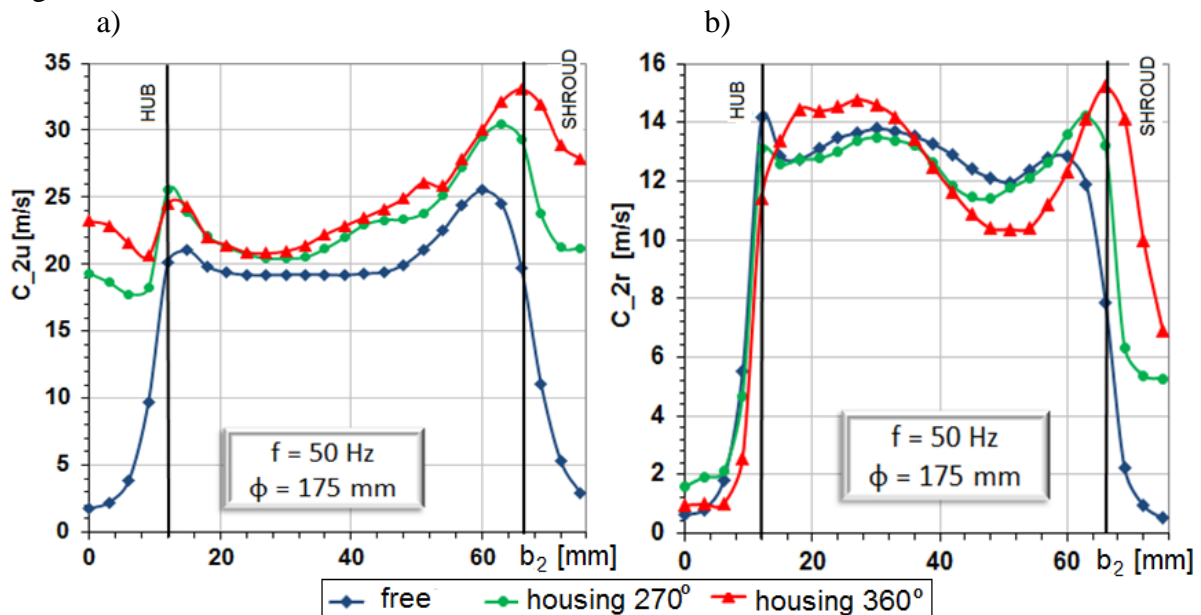 a) b)
35
30
25
20
15
10
5
0
C_2u [m/s]
HUB
SHROUD
f = 50 Hz
ϕ = 175 mm
0 20 40 60 b₂ [mm]
16
14
12
10
8
6
4
2
0
C_2r [m/s]
HUB
SHROUD
f = 50 Hz
ϕ = 175 mm
0 20 40 60 b₂ [mm]
free housing 270° housing 360°